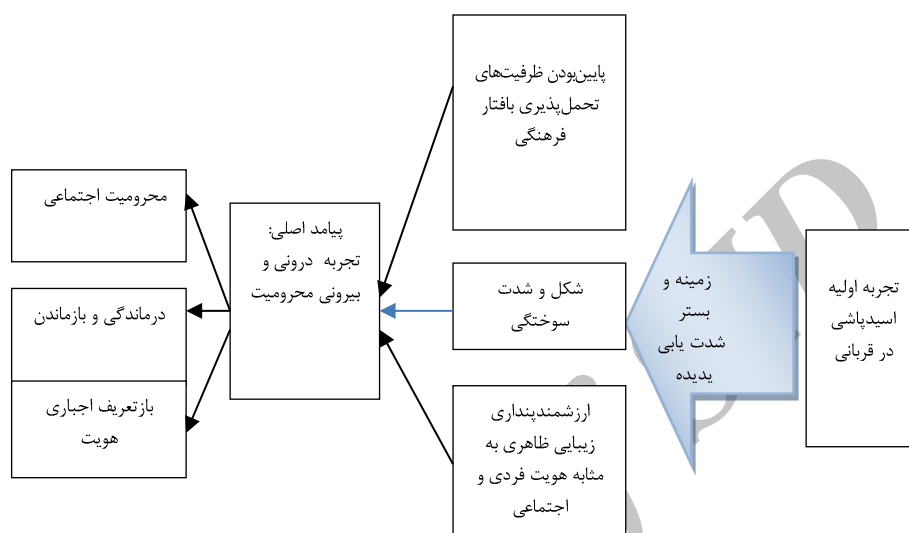 تجربه اولیه
اسیدپاشی
در قربانی
زمینه و
بستر
شدت یابی
پدیده
پایین‌بودن ظرفیت‌های
تحمل‌پذیری بافتار
فرهنگی
شکل و شدت
سوختگی
ارزشمندپنداری
زیبایی ظاهری به
مثابه هویت فردی و
اجتماعی
پیامد اصلی:
تجربه درونی و
بیرونی محرومیت
محرومیت اجتماعی
درماندگی و بازماندن
بازتعریف اجباری
هویت